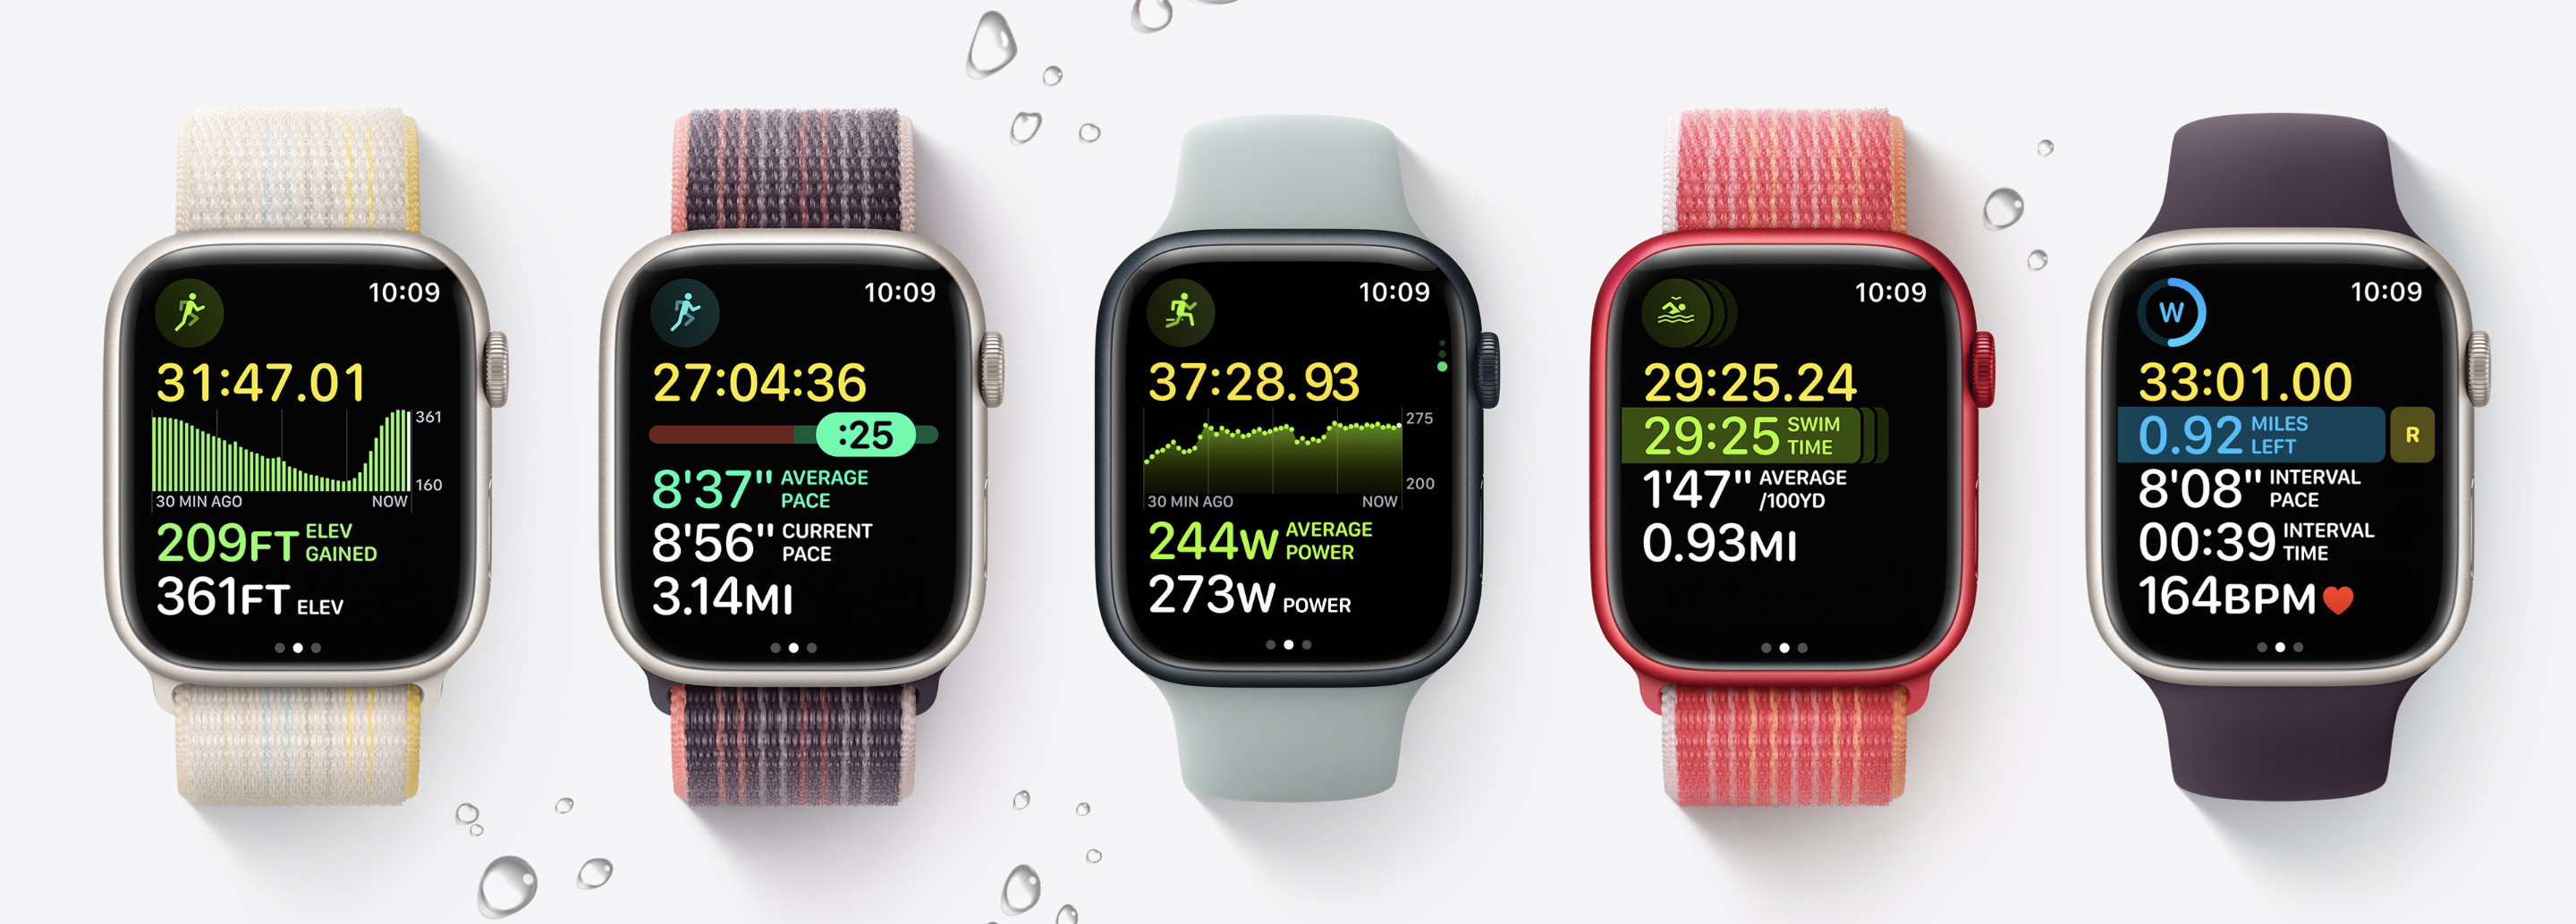 10:09
31:47.01
361
160
30 MIN AGO NOW
209FT ELEV GAINED
361FT ELEV
10:09
27:04:36
:25
8'37" AVERAGE PACE
8'56" CURRENT PACE
3.14MI
10:09
37:28.93
275
200
30 MIN AGO NOW
244W AVERAGE POWER
273W POWER
10:09
29:25.24
29:25 SWIM TIME
1'47" AVERAGE /100YD
0.93MI
W
10:09
33:01.00
0.92 MILES LEFT
R
8'08" INTERVAL PACE
00:39 INTERVAL TIME
164BPM